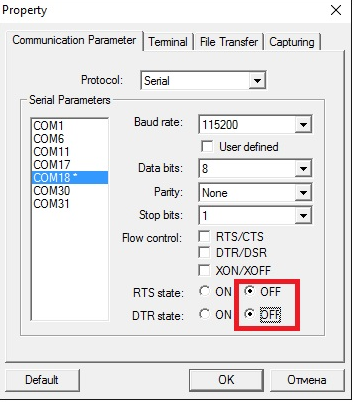 Property
Communication Parameter Terminal File Transfer Capturing
Protocol: Serial
Serial Parameters
COM1
COM6
COM11
COM17
COM18 *
COM30
COM31
Baud rate: 115200
User defined
Data bits: 8
Parity: None
Stop bits: 1
Flow control: RTS/CTS
DTR/DSR
XON/XOFF
RTS state: ON OFF
DTR state: ON OFF
Default OK Отмена